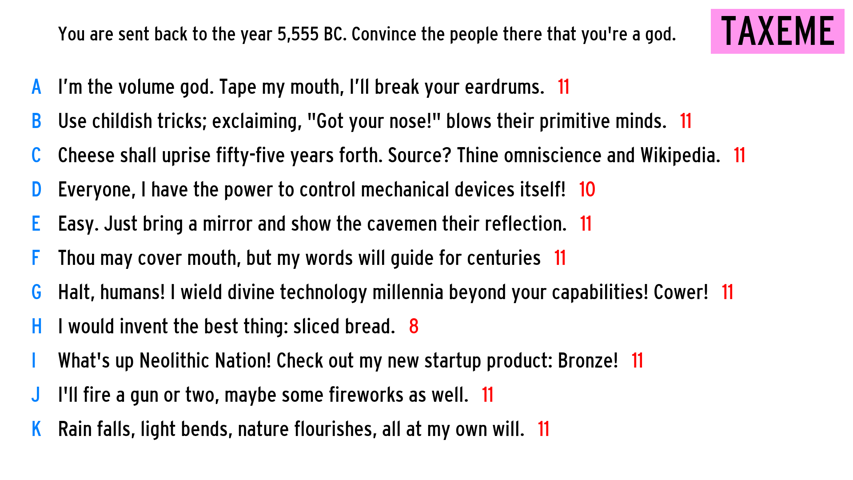 You are sent back to the year 5,555 BC. Convince the people there that you're a god.
TAXEME
A I’m the volume god. Tape my mouth, I’ll break your eardrums. 11
B Use childish tricks; exclaiming, "Got your nose!" blows their primitive minds. 11
C Cheese shall uprise fifty-five years forth. Source? Thine omniscience and Wikipedia. 11
D Everyone, I have the power to control mechanical devices itself! 10
E Easy. Just bring a mirror and show the cavemen their reflection. 11
F Thou may cover mouth, but my words will guide for centuries 11
G Halt, humans! I wield divine technology millennia beyond your capabilities! Cower! 11
H I would invent the best thing: sliced bread. 8
I What's up Neolithic Nation! Check out my new startup product: Bronze! 11
J I'll fire a gun or two, maybe some fireworks as well. 11
K Rain falls, light bends, nature flourishes, all at my own will. 11